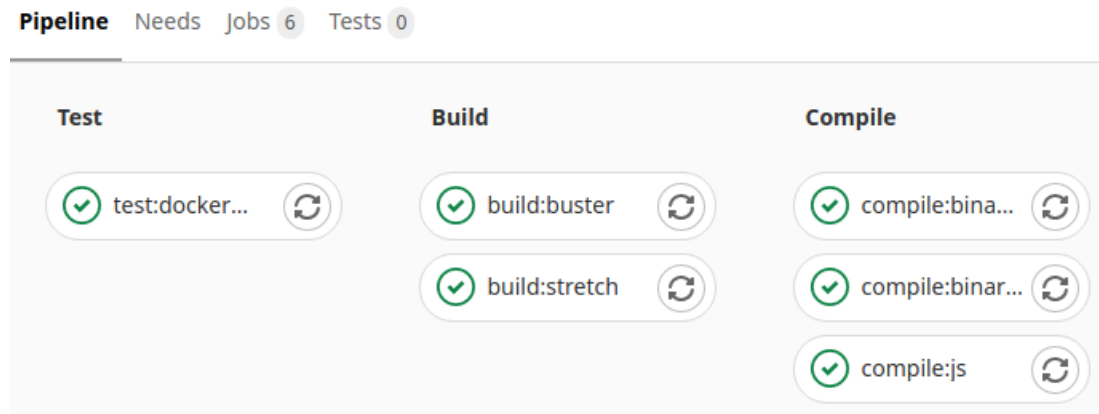 Pipeline Needs Jobs 6 Tests 0
Test Build Compile
test:docker... build:buster compile:bina...
build:stretch compile:binar...
compile:js